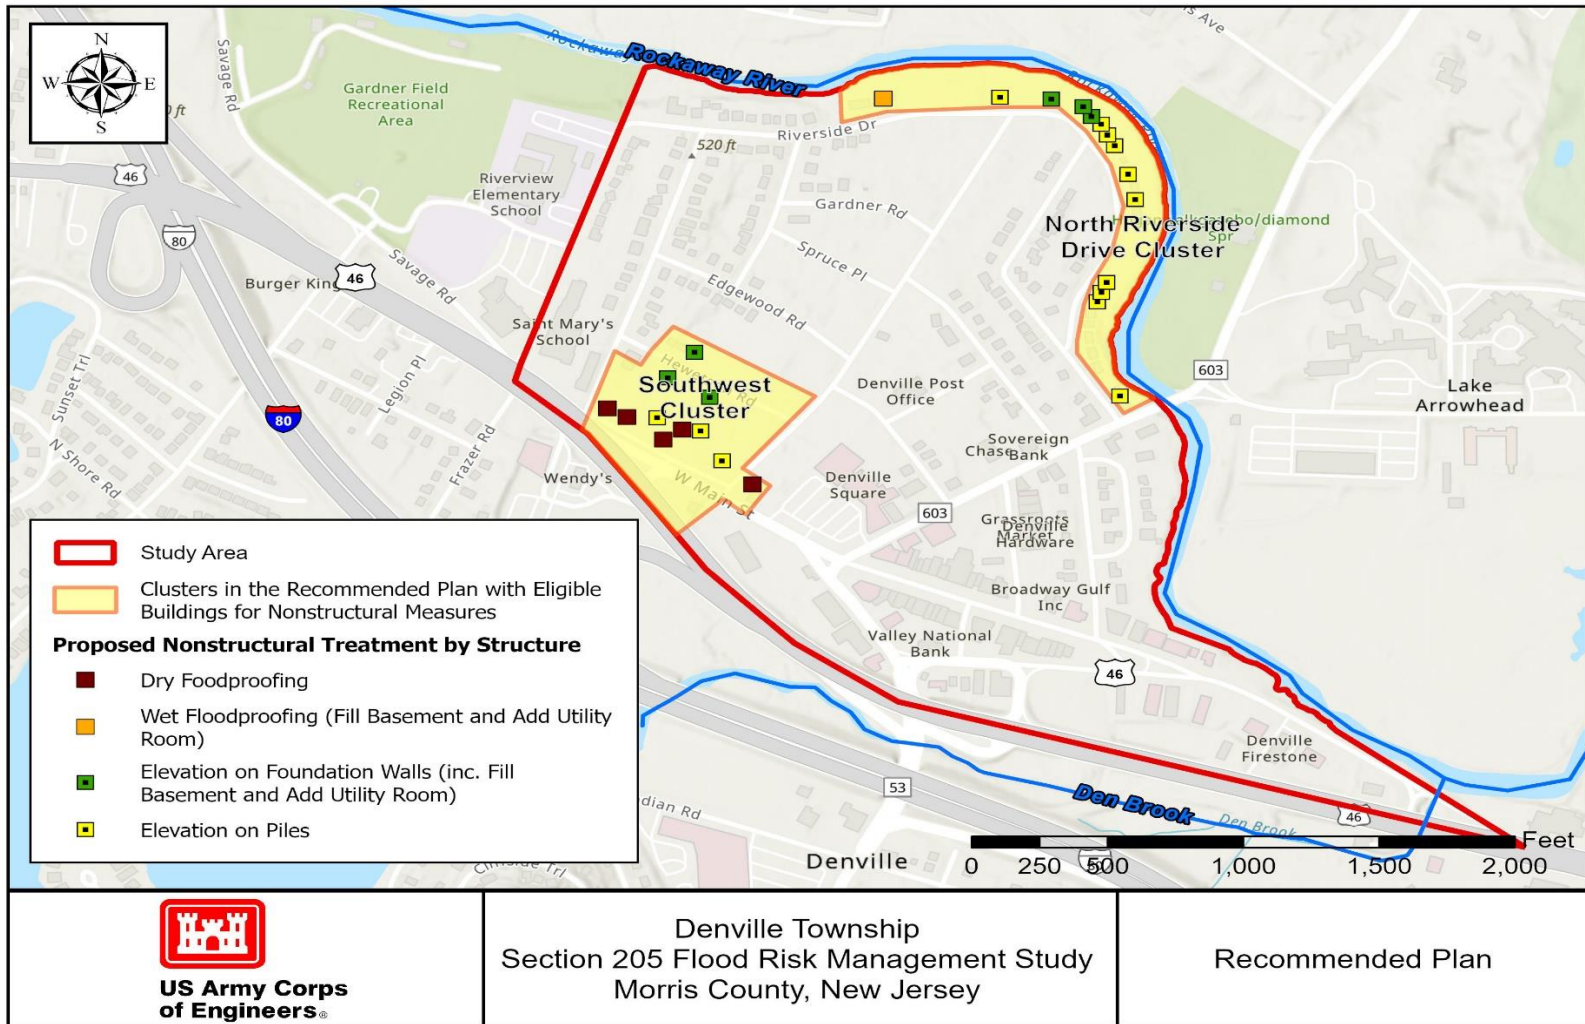 N
W
E
S
Savage Rd
Gardner Field
Recreational
Area
Rockaway River
Riverside Dr
520 ft
46
80
Riverview
Elementary
School
Gardner Rd
Spruce Pl
Edgewood Rd
North Riverside
Drive Cluster
Savage Rd
46
Burger King
Saint Mary's
School
Southwest
Cluster
Denville Post
Office
603
Lake
Arrowhead
Sunset Trl
Legion Pl
80
N Shore Rd
Frazer Rd
Wendy's
W Main St
Denville
Square
Sovereign
Bank
Chase
603
Grassroots
Market
Denville
Hardware
Broadway Gulf
Inc
Valley National
Bank
46
Denville
Firestone
53
Den Brook
Den Brook
46
Denville
Feet
0 250 500 1,000 1,500 2,000
Study Area
Clusters in the Recommended Plan with Eligible
Buildings for Nonstructural Measures
Proposed Nonstructural Treatment by Structure
Dry Foodproofing
Wet Floodproofing (Fill Basement and Add Utility
Room)
Elevation on Foundation Walls (inc. Fill
Basement and Add Utility Room)
Elevation on Piles
US Army Corps
of Engineers®
Denville Township
Section 205 Flood Risk Management Study
Morris County, New Jersey
Recommended Plan